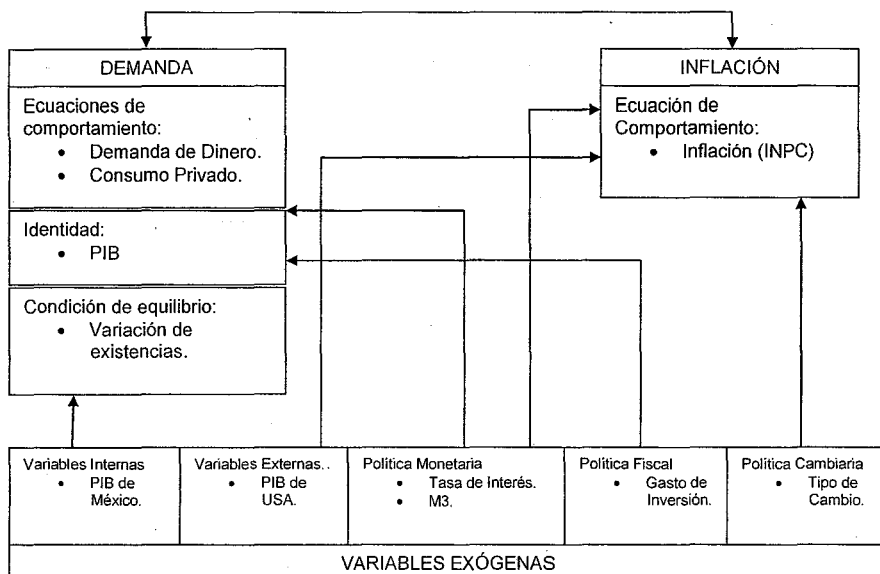 DEMANDA
Ecuaciones de
comportamiento:
• Demanda de Dinero.
• Consumo Privado.
Identidad:
• PIB
Condición de equilibrio:
• Variación de
existencias.
INFLACIÓN
Ecuación de
Comportamiento:
• Inflación (INPC)
Variables Internas
• PIB de
México.
Variables Externas..
• PIB de
USA.
Política Monetaria
• Tasa de Interés.
• M3.
Política Fiscal
• Gasto de
Inversión.
Política Cambiaria
• Tipo de
Cambio.
VARIABLES EXÓGENAS